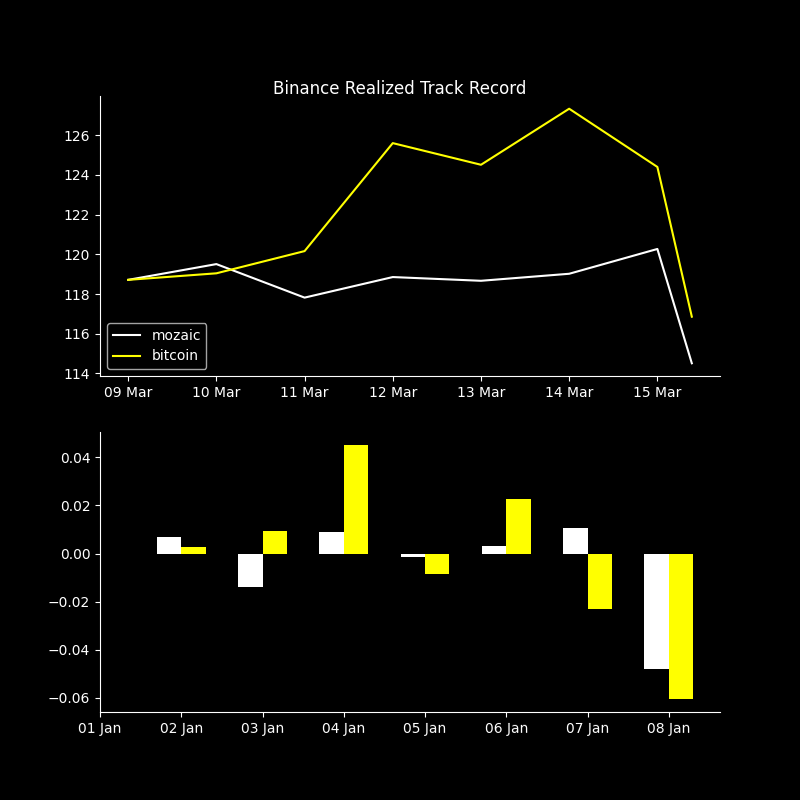 Binance Realized Track Record
126
124
122
120
118
116
114
mozaic
bitcoin
09 Mar 10 Mar 11 Mar 12 Mar 13 Mar 14 Mar 15 Mar
0.04
0.02
0.00
−0.02
−0.04
−0.06
01 Jan 02 Jan 03 Jan 04 Jan 05 Jan 06 Jan 07 Jan 08 Jan